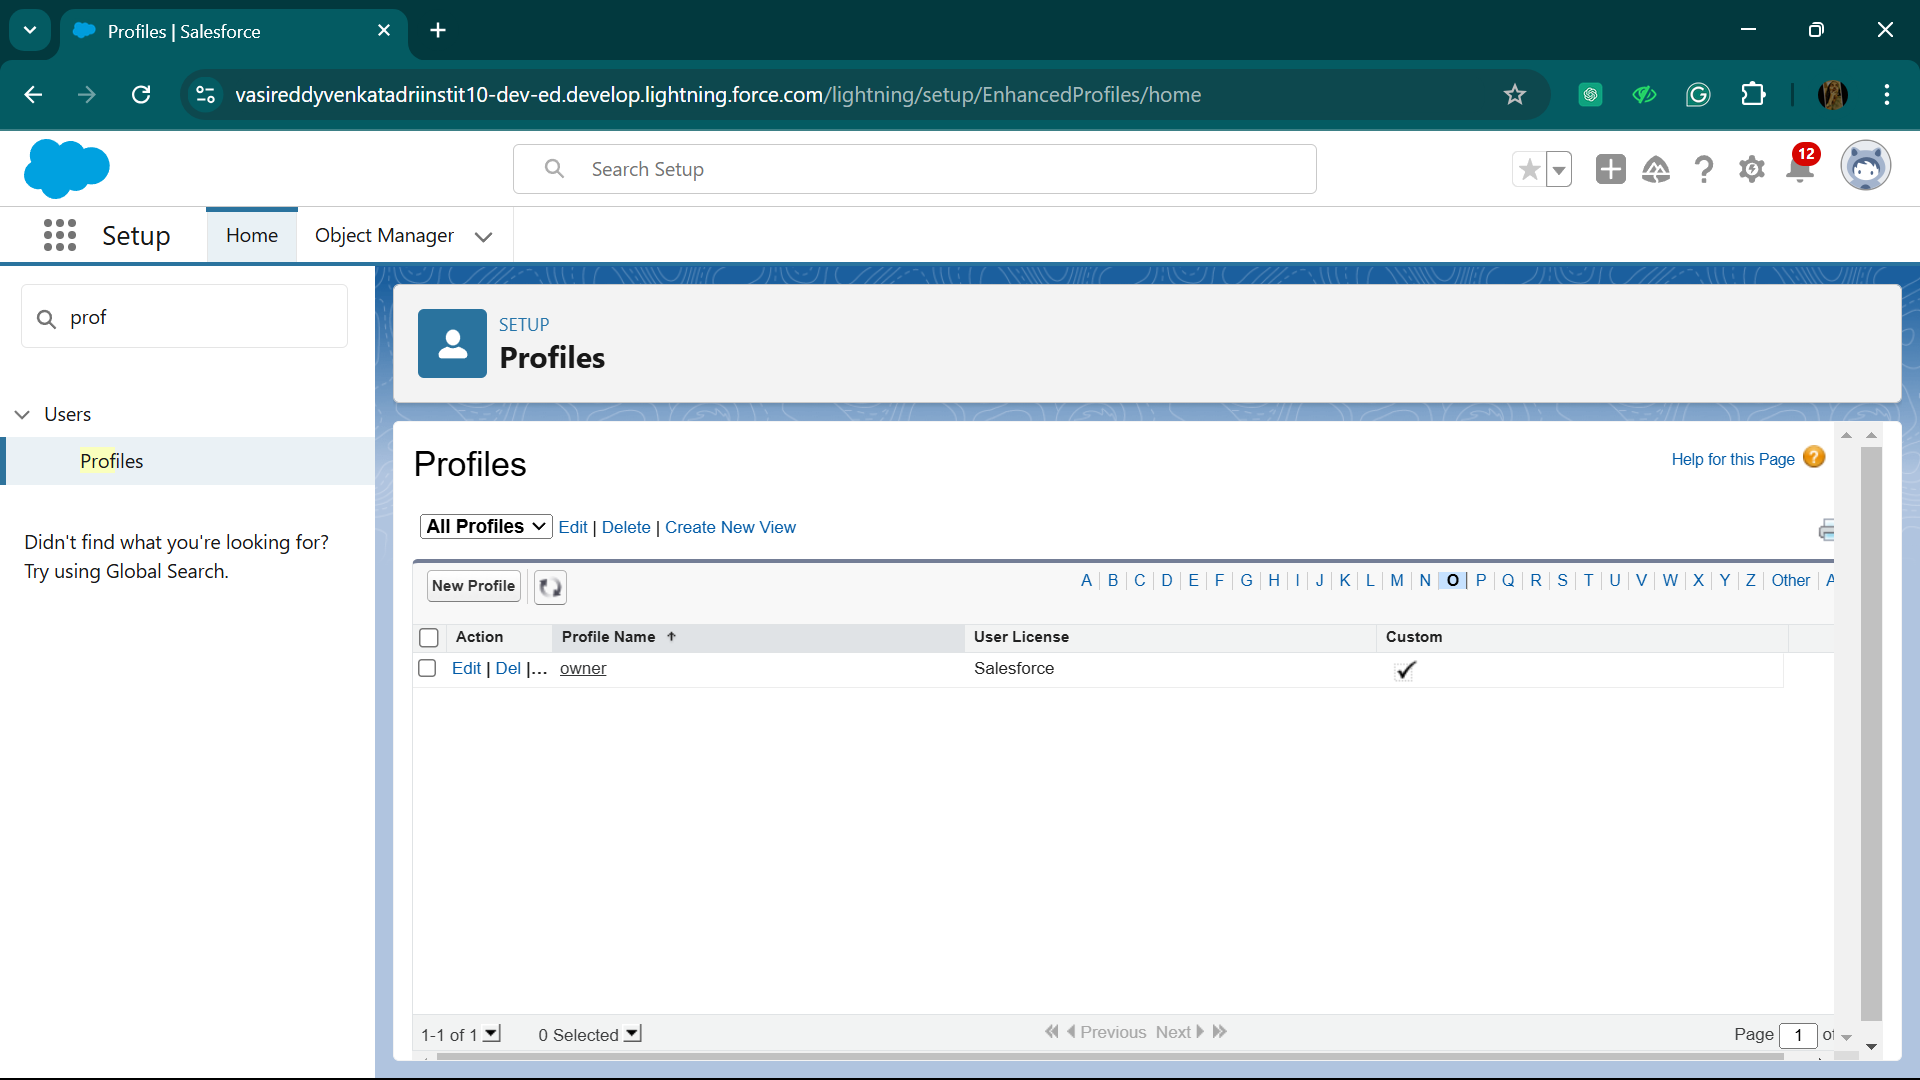 Profiles | Salesforce
vasireddyvenkatadriinstit10-dev-ed.develop.lightning.force.com/lightning/setup/EnhancedProfiles/home
Search Setup
12
Setup
Home
Object Manager
prof
Users
Profiles
Didn't find what you're looking for?
Try using Global Search.
SETUP
Profiles
Profiles
Help for this Page ?
All Profiles Edit | Delete | Create New View
New Profile
A | B | C | D | E | F | G | H | I | J | K | L | M | N | O | P | Q | R | S | T | U | V | W | X | Y | Z | Other | A
Action Profile Name User License Custom
Edit | Del |... owner Salesforce
1-1 of 1 0 Selected Previous Next Page 1 of